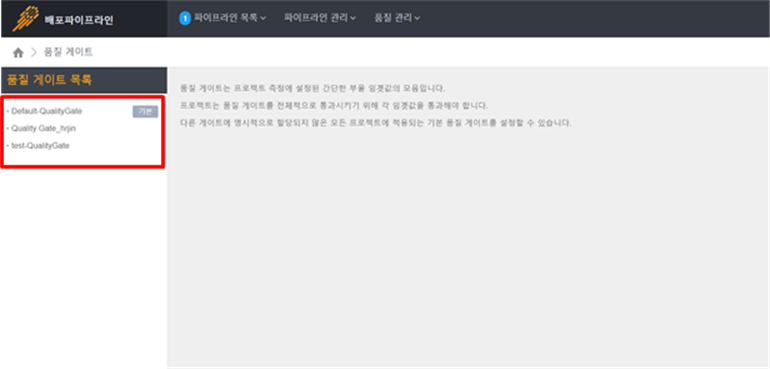 배포파이프라인
1 파이프라인 목록
파이프라인 관리
품질 관리
품질 게이트
품질 게이트 목록
Default-QualityGate 기본
Quality Gate_hrjin
test-QualityGate
품질 게이트는 프로젝트 측정에 설정된 간단한 부울 임곗값의 모음입니다.
프로젝트는 품질 게이트를 전체적으로 통과시키기 위해 각 임곗값을 통과해야 합니다.
다른 게이트에 명시적으로 할당되지 않은 모든 프로젝트에 적용되는 기본 품질 게이트를 설정할 수 있습니다.